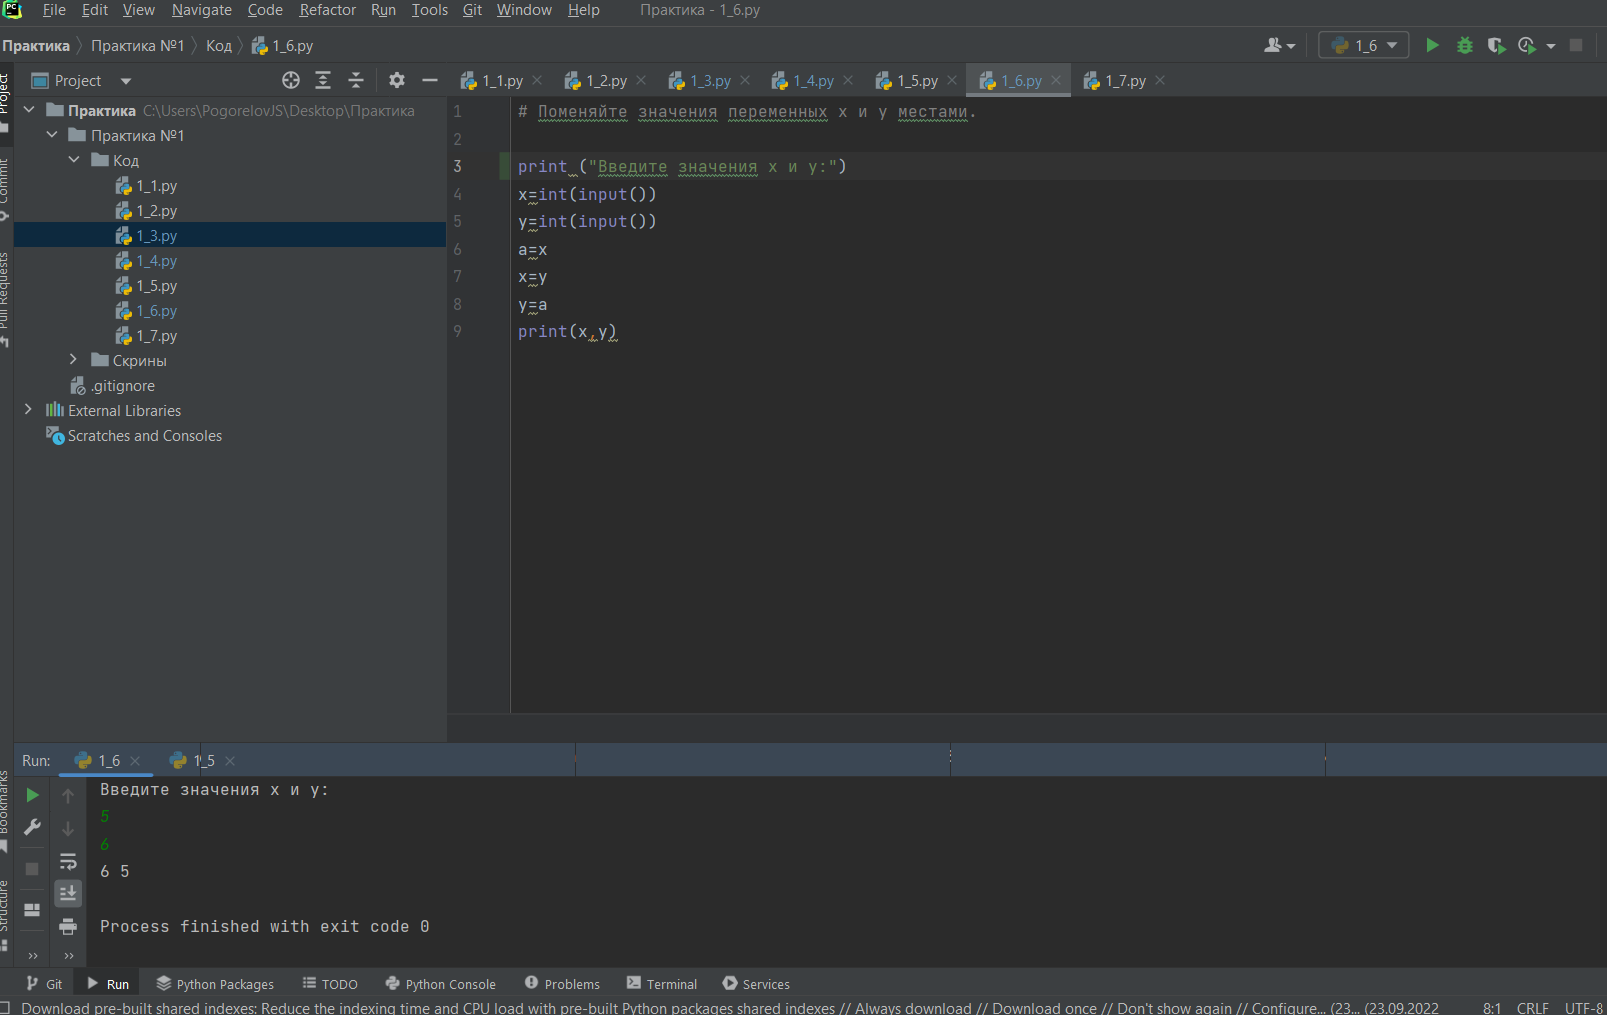 PC File Edit View Navigate Code Refactor Run Tools Git Window Help Практика - 1_6.py
Практика Практика №1 Код 1_6.py 1_6
Project 1_1.py 1_2.py 1_3.py 1_4.py 1_5.py 1_6.py 1_7.py
Project
Commit
Pull Requests
Bookmarks
Structure
Практика C:\Users\PogorelovJS\Desktop\Практика
Практика №1
Код
1_1.py
1_2.py
1_3.py
1_4.py
1_5.py
1_6.py
1_7.py
Скрины
.gitignore
External Libraries
Scratches and Consoles
1 # Поменяйте значения переменных x и y местами.
2
3 print ("Введите значения x и y:")
4 x=int(input())
5 y=int(input())
6 a=x
7 x=y
8 y=a
9 print(x,y)
Run: 1_6 1_5
Введите значения x и y:
5
6
6 5
Process finished with exit code 0
Git Run Python Packages TODO Python Console Problems Terminal Services
Download pre-built shared indexes: Reduce the indexing time and CPU load with pre-built Python packages shared indexes // Always download // Download once // Don't show again // Configure... (23... (23.09.2022 8:1 CRLF UTF-8